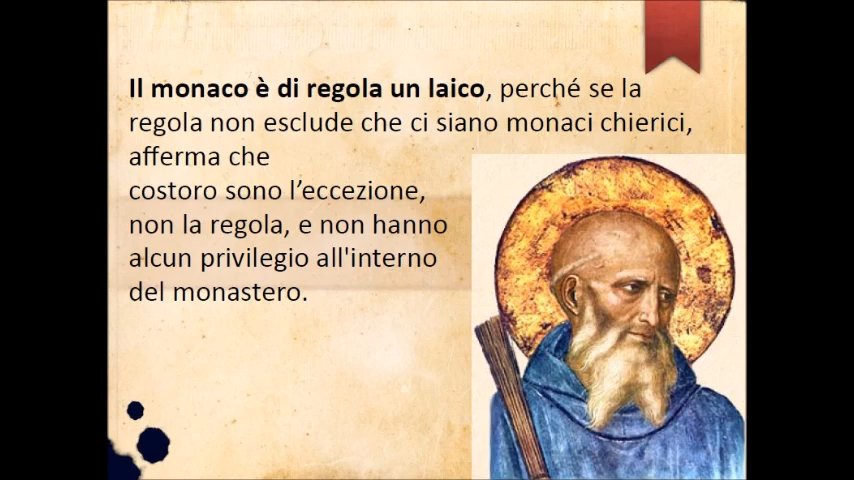 Il monaco è di regola un laico, perché se la
regola non esclude che ci siano monaci chierici,
afferma che
costoro sono l’eccezione,
non la regola, e non hanno
alcun privilegio all'interno
del monastero.